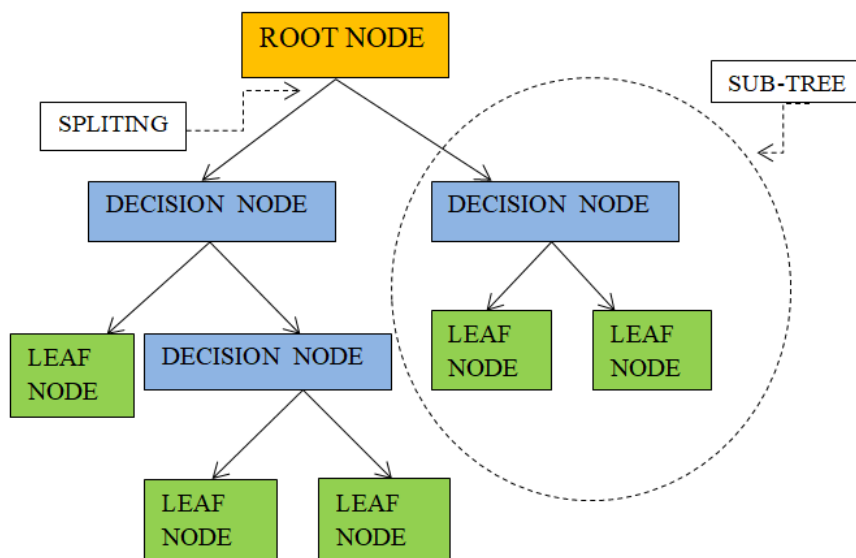 ROOT NODE
SUB-TREE
SPLITING
DECISION NODE
DECISION NODE
LEAF
NODE
DECISION NODE
LEAF
NODE
LEAF
NODE
LEAF
NODE
LEAF
NODE